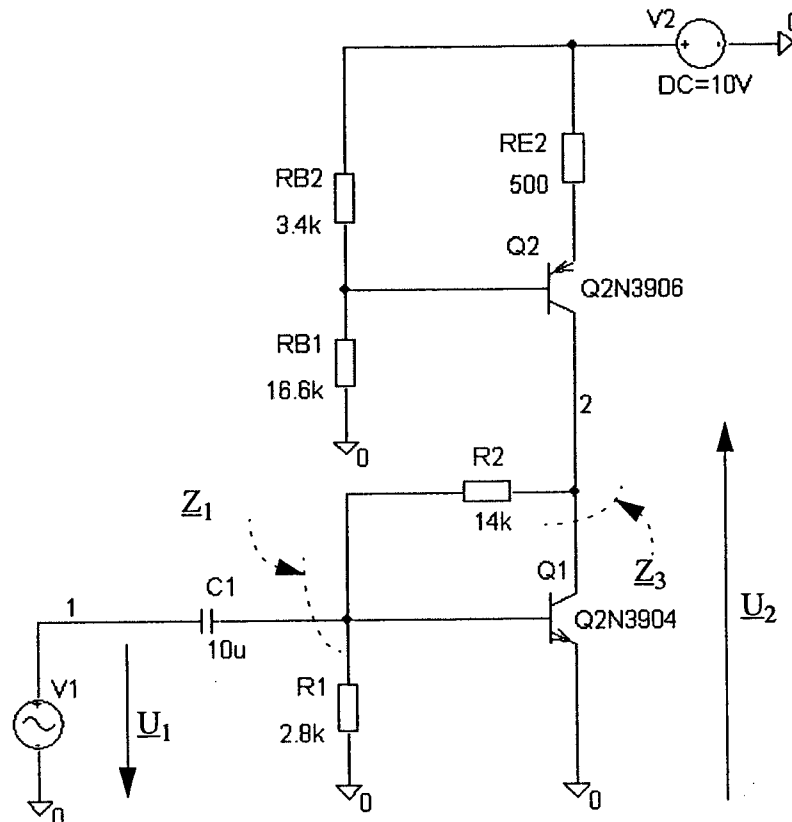 V2
0
DC=10V
RE2
500
RB2
3.4k
Q2
Q2N3906
RB1
16.6k
2
0
R2
14k
Z1
Z3
C1
Q1
1
10u
Q2N3904
U2
V1
U1
R1
2.8k
0
0
0